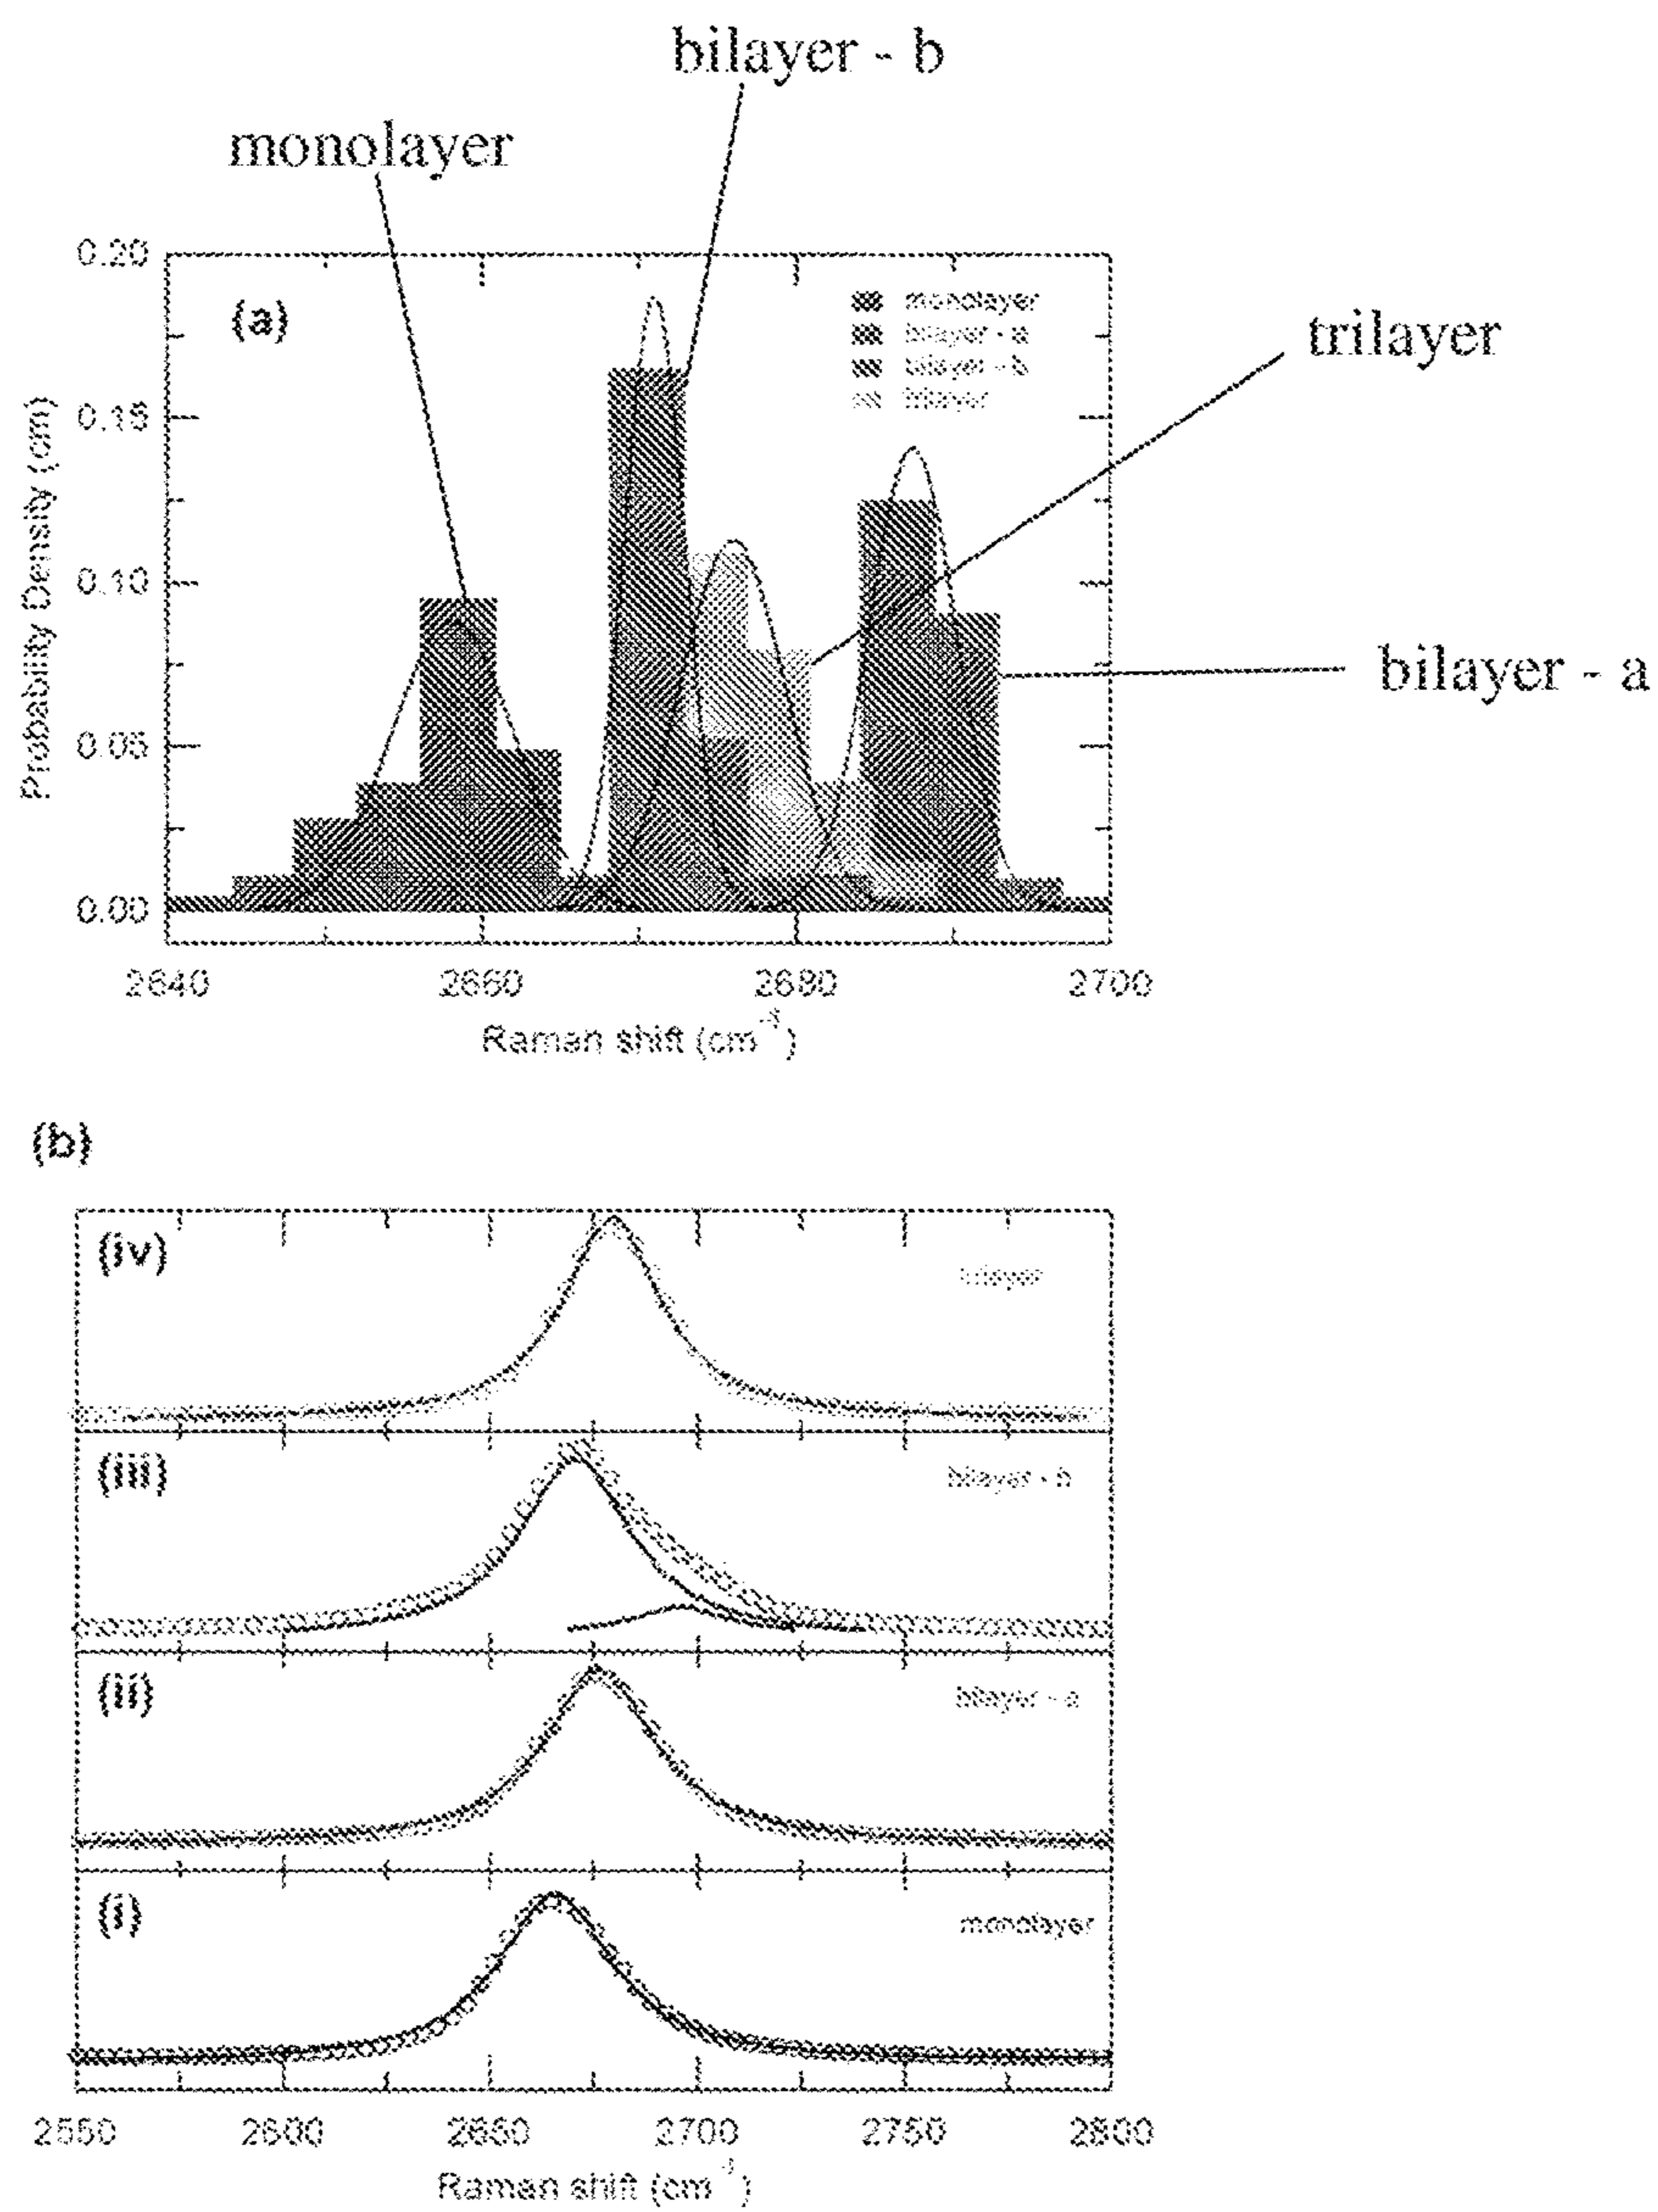 bilayer - b
monolayer
0.20
(a)
monolayer
bilayer - a
bilayer - b
trilayer
trilayer
0.15
0.10
bilayer - a
0.05
0.00
Probability Density (cm)
2640 2660 2680 2700
Raman shift (cm⁻¹)
(b)
(iv)
trilayer
(iii)
bilayer - b
(ii)
bilayer - a
(i)
monolayer
2550 2600 2650 2700 2750 2800
Raman shift (cm⁻¹)